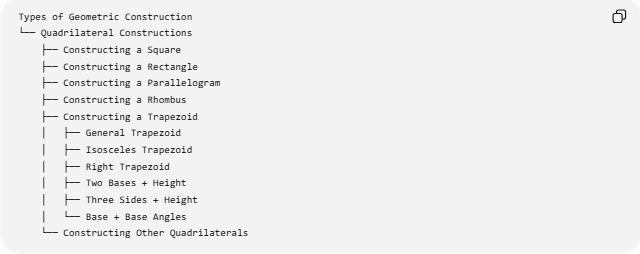 Types of Geometric Construction
└── Quadrilateral Constructions
    ├── Constructing a Square
    ├── Constructing a Rectangle
    ├── Constructing a Parallelogram
    ├── Constructing a Rhombus
    ├── Constructing a Trapezoid
    │   ├── General Trapezoid
    │   ├── Isosceles Trapezoid
    │   ├── Right Trapezoid
    │   ├── Two Bases + Height
    │   ├── Three Sides + Height
    │   └── Base + Base Angles
    └── Constructing Other Quadrilaterals